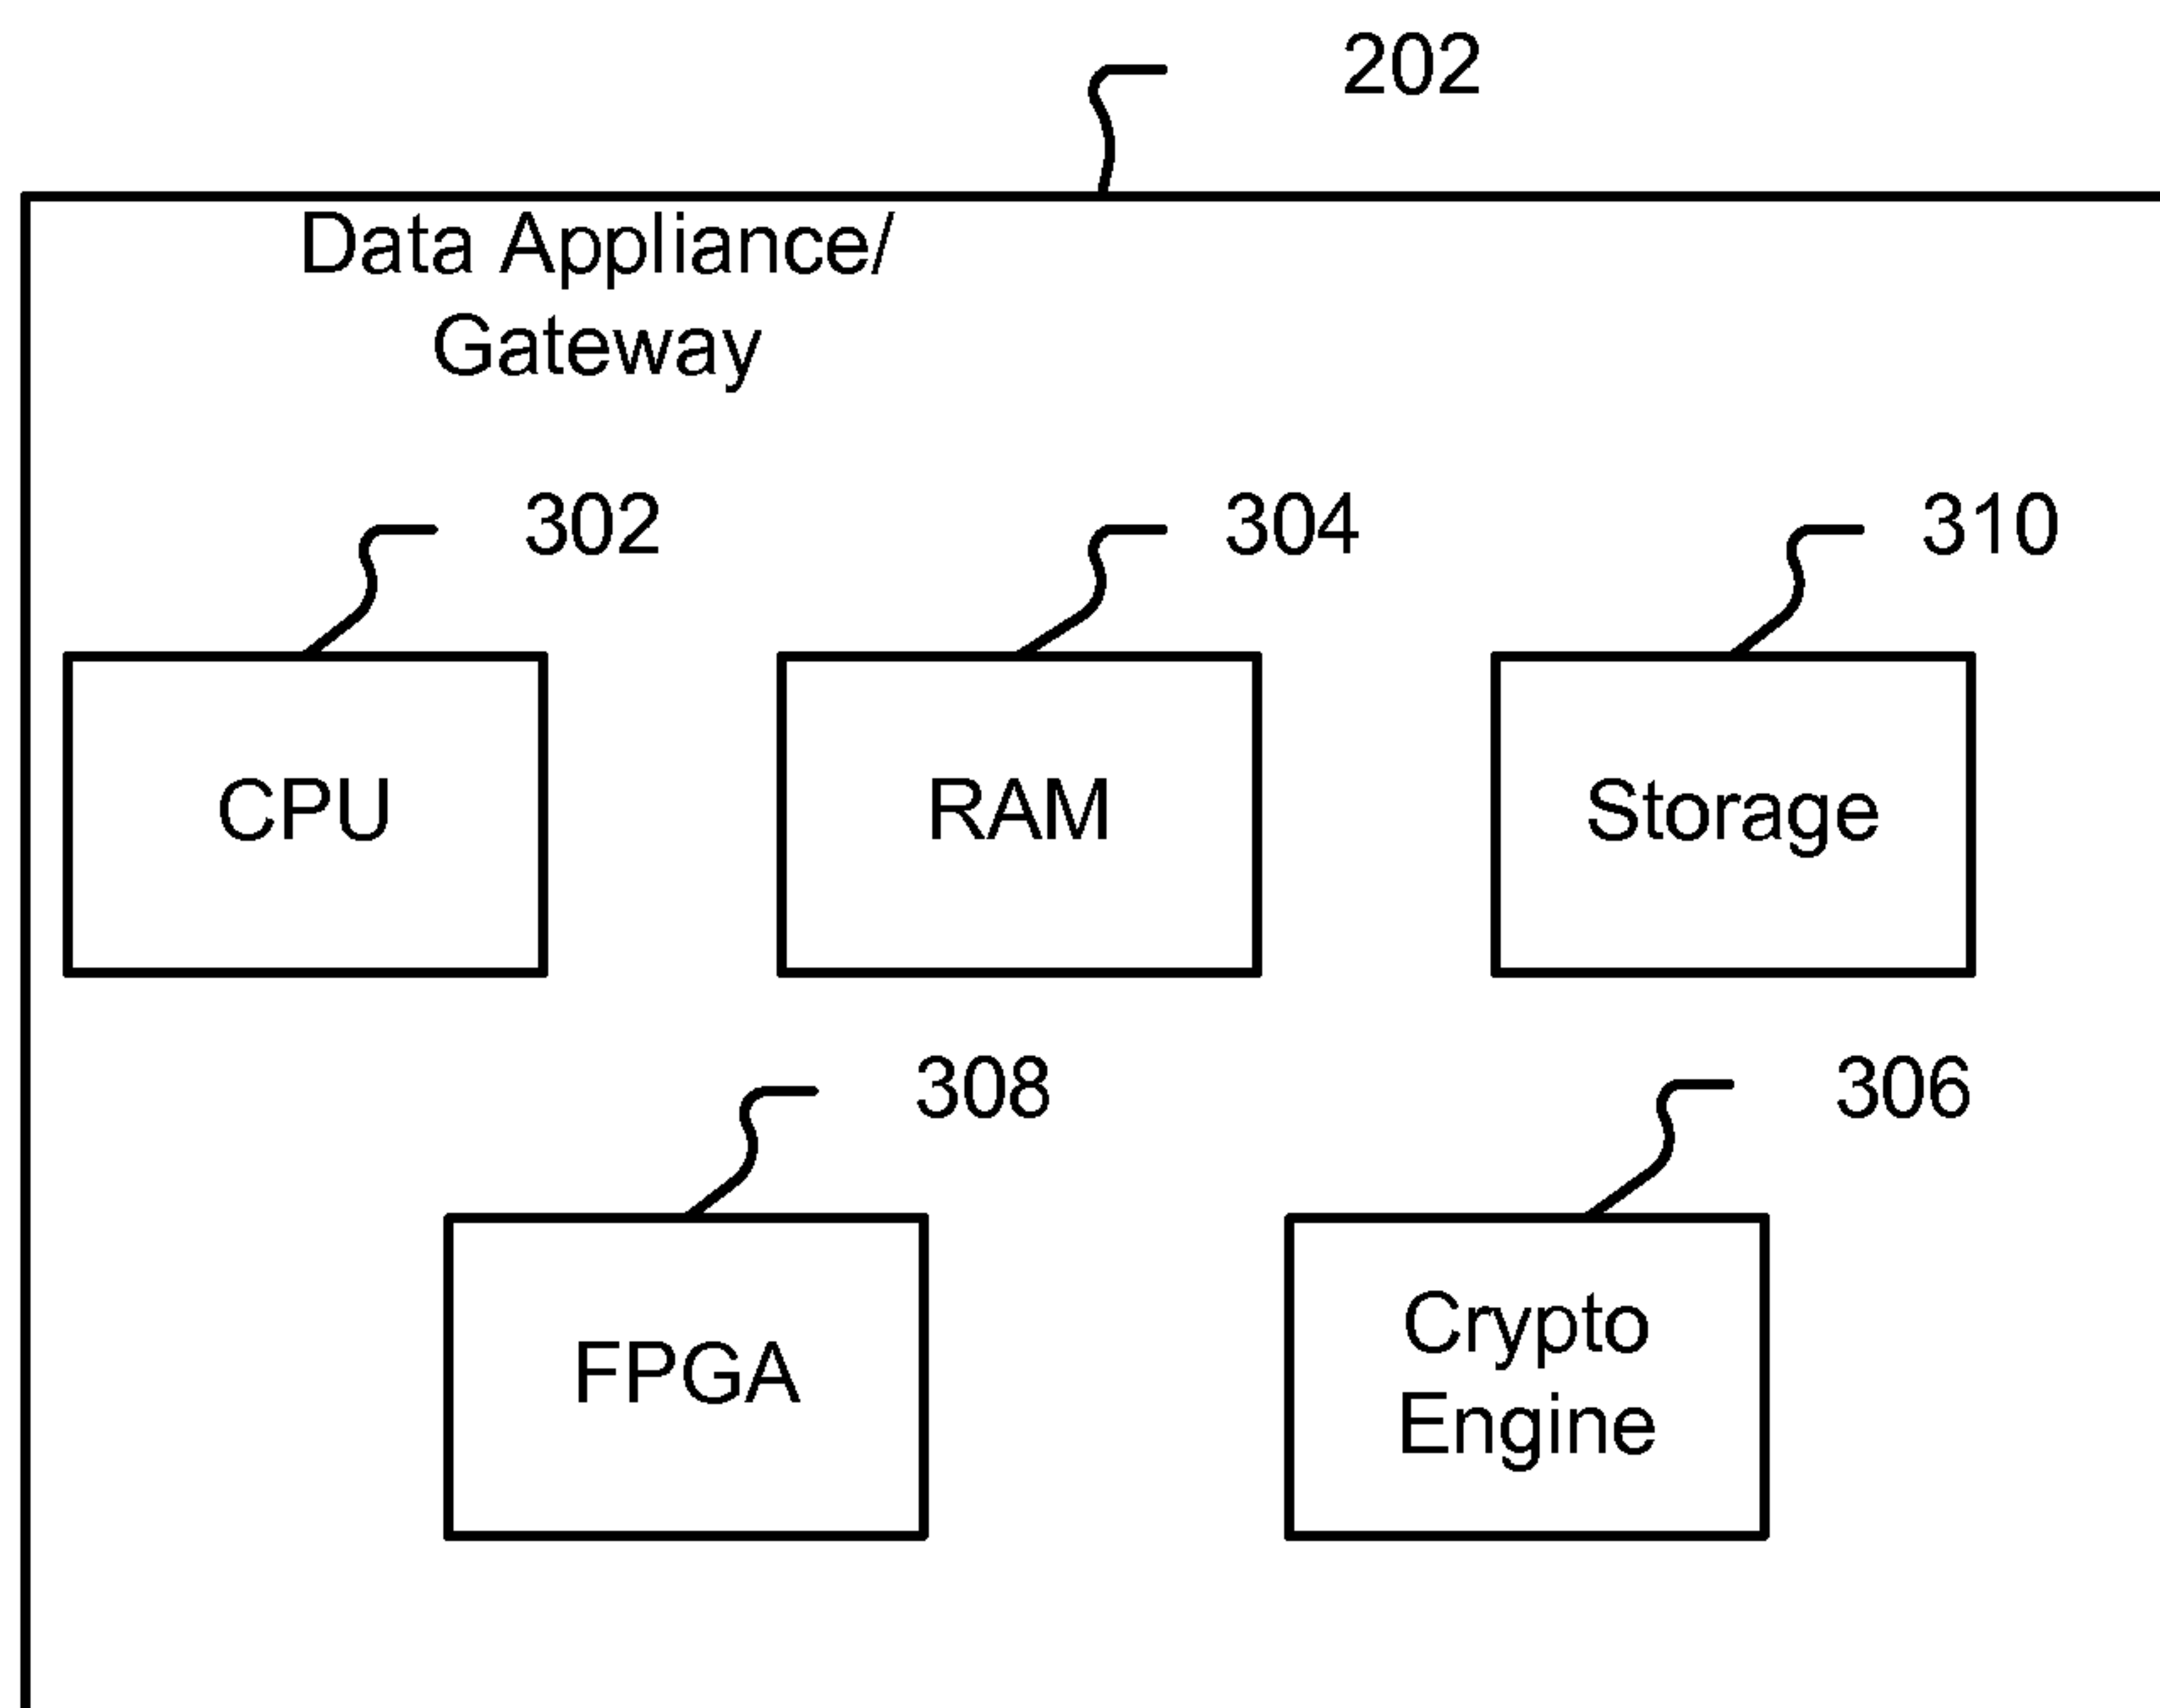 202
Data Appliance/
Gateway
302
304
310
CPU
RAM
Storage
308
306
FPGA
Crypto
Engine